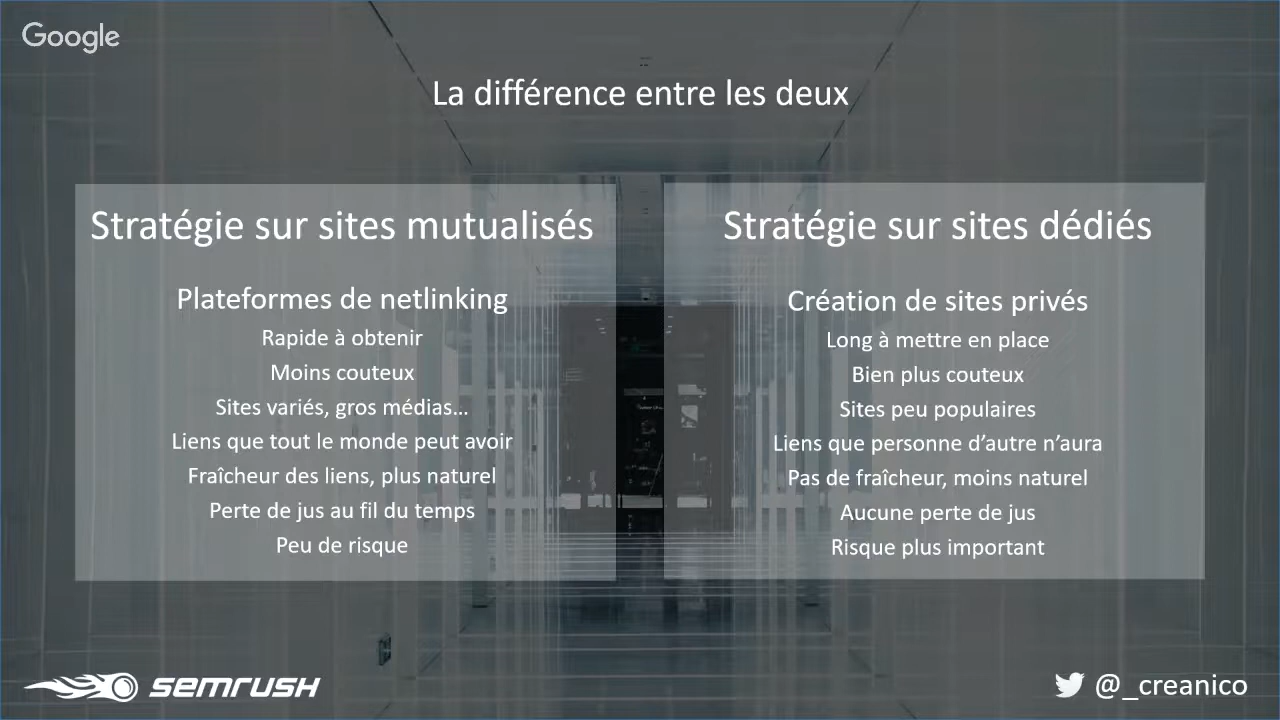 Google
La différence entre les deux
Stratégie sur sites mutualisés
Plateformes de netlinking
Rapide à obtenir
Moins couteux
Sites variés, gros médias...
Liens que tout le monde peut avoir
Fraîcheur des liens, plus naturel
Perte de jus au fil du temps
Peu de risque
Stratégie sur sites dédiés
Création de sites privés
Long à mettre en place
Bien plus couteux
Sites peu populaires
Liens que personne d'autre n'aura
Pas de fraîcheur, moins naturel
Aucune perte de jus
Risque plus important
SEMRUSH
@_creanico